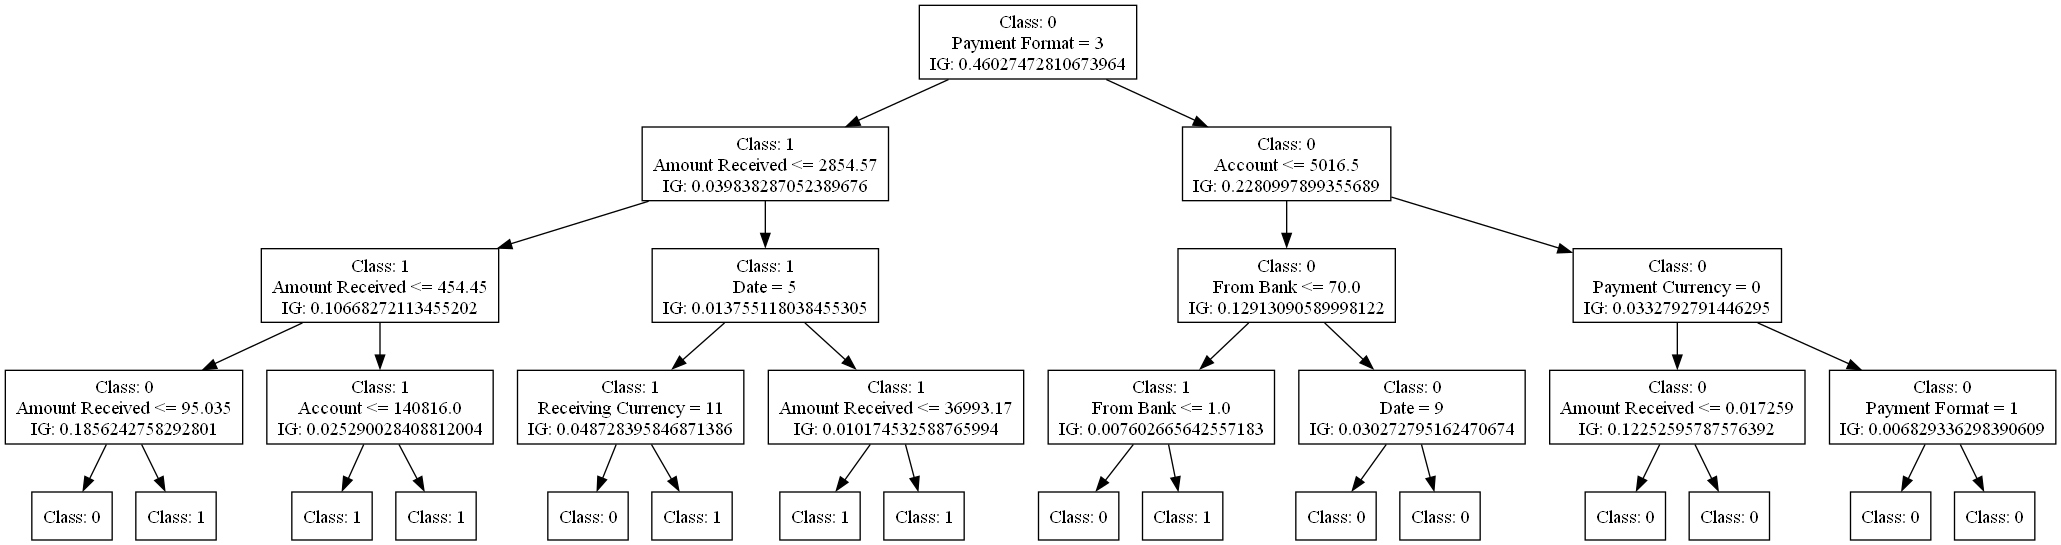 Class: 0
Payment Format = 3
IG: 0.46027472810673964
Class: 1
Amount Received <= 2854.57
IG: 0.039838287052389676
Class: 0
Account <= 5016.5
IG: 0.2280997899355689
Class: 1
Amount Received <= 454.45
IG: 0.10668272113455202
Class: 1
Date = 5
IG: 0.013755118038455305
Class: 0
From Bank <= 70.0
IG: 0.12913090589998122
Class: 0
Payment Currency = 0
IG: 0.0332792791446295
Class: 0
Amount Received <= 95.035
IG: 0.1856242758292801
Class: 1
Account <= 140816.0
IG: 0.025290028408812004
Class: 1
Receiving Currency = 11
IG: 0.048728395846871386
Class: 1
Amount Received <= 36993.17
IG: 0.010174532588765994
Class: 1
From Bank <= 1.0
IG: 0.007602665642557183
Class: 0
Date = 9
IG: 0.030272795162470674
Class: 0
Amount Received <= 0.017259
IG: 0.12252595787576392
Class: 0
Payment Format = 1
IG: 0.006829336298390609
Class: 0
Class: 1
Class: 1
Class: 1
Class: 0
Class: 1
Class: 1
Class: 1
Class: 0
Class: 1
Class: 0
Class: 0
Class: 0
Class: 0
Class: 0
Class: 0